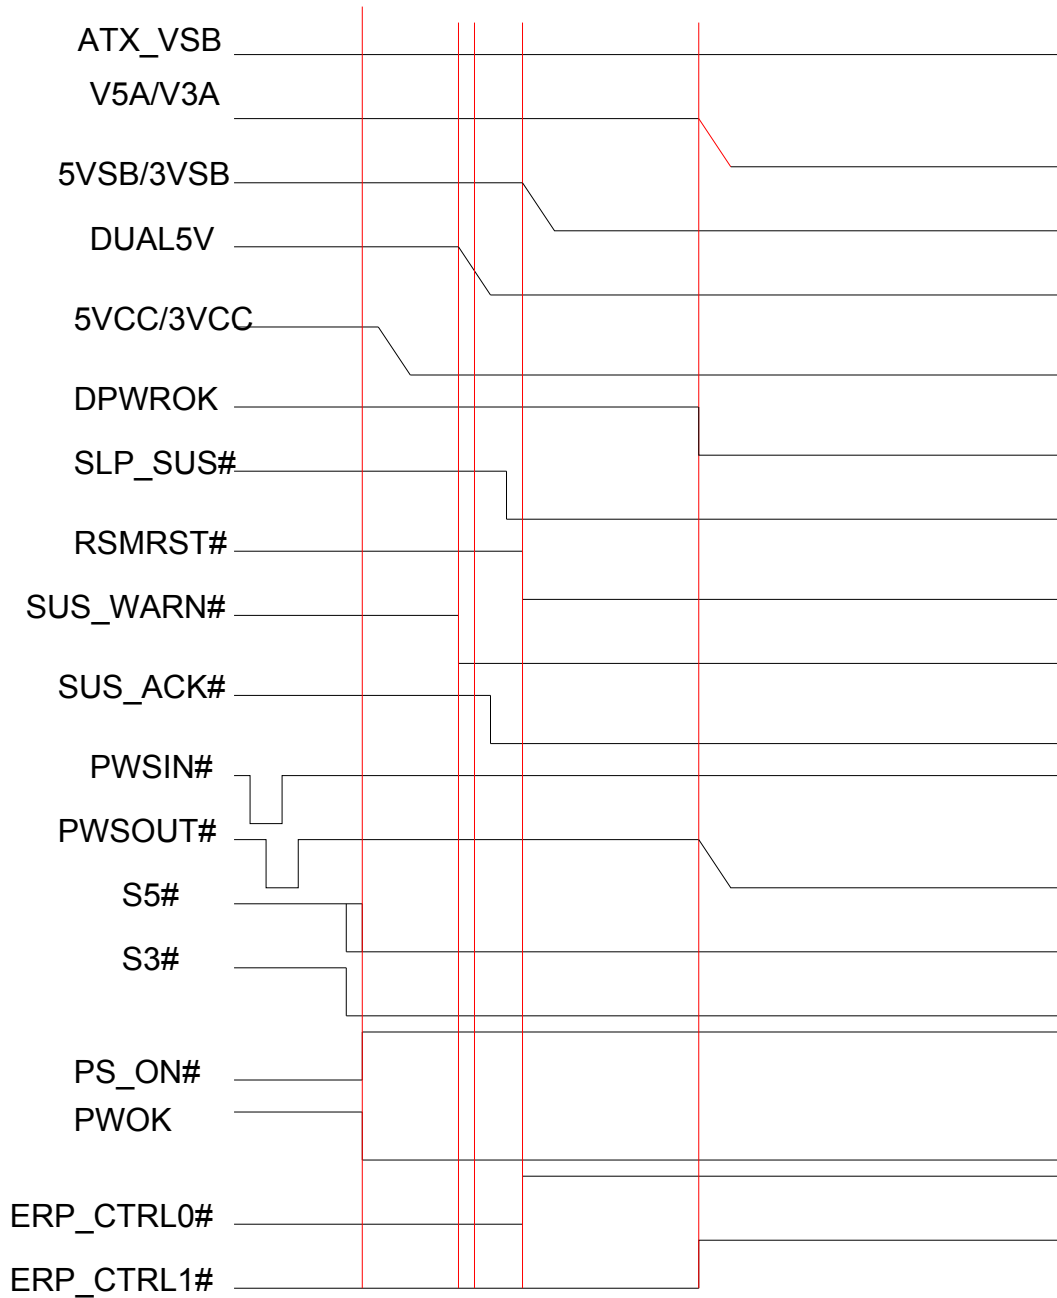 ATX_VSB
V5A/V3A
5VSB/3VSB
DUAL5V
5VCC/3VCC
DPWROK
SLP_SUS#
RSMRST#
SUS_WARN#
SUS_ACK#
PWSIN#
PWSOUT#
S5#
S3#
PS_ON#
PWOK
ERP_CTRL0#
ERP_CTRL1#